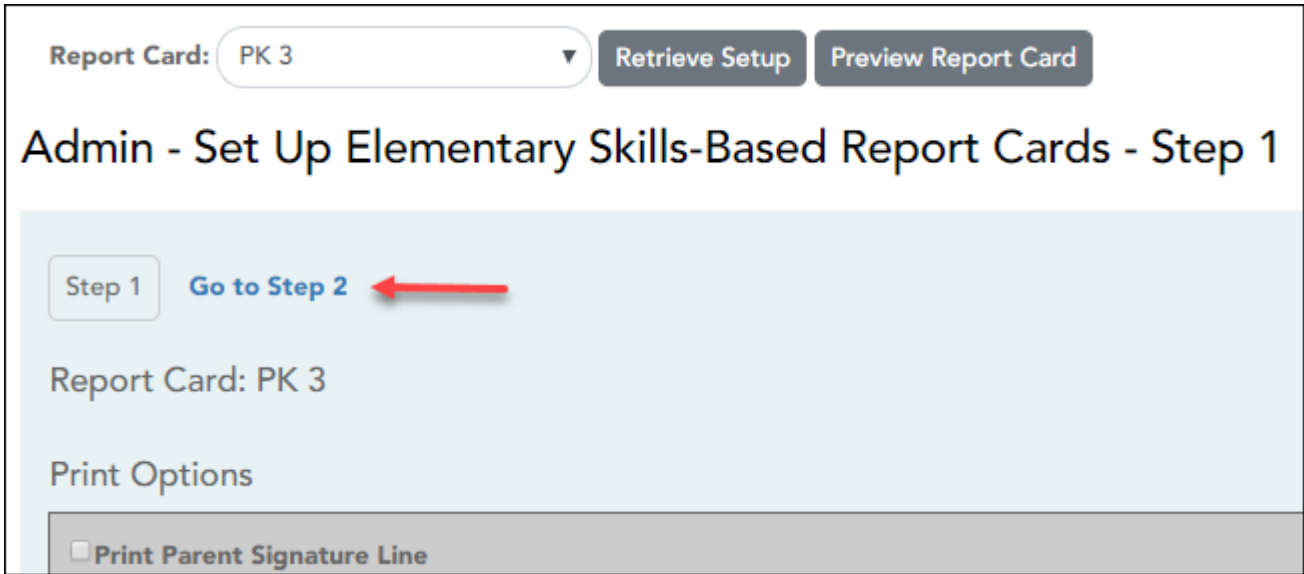 Report Card: PK 3 Retrieve Setup Preview Report Card
Admin - Set Up Elementary Skills-Based Report Cards - Step 1
Step 1 Go to Step 2
Report Card: PK 3
Print Options
Print Parent Signature Line